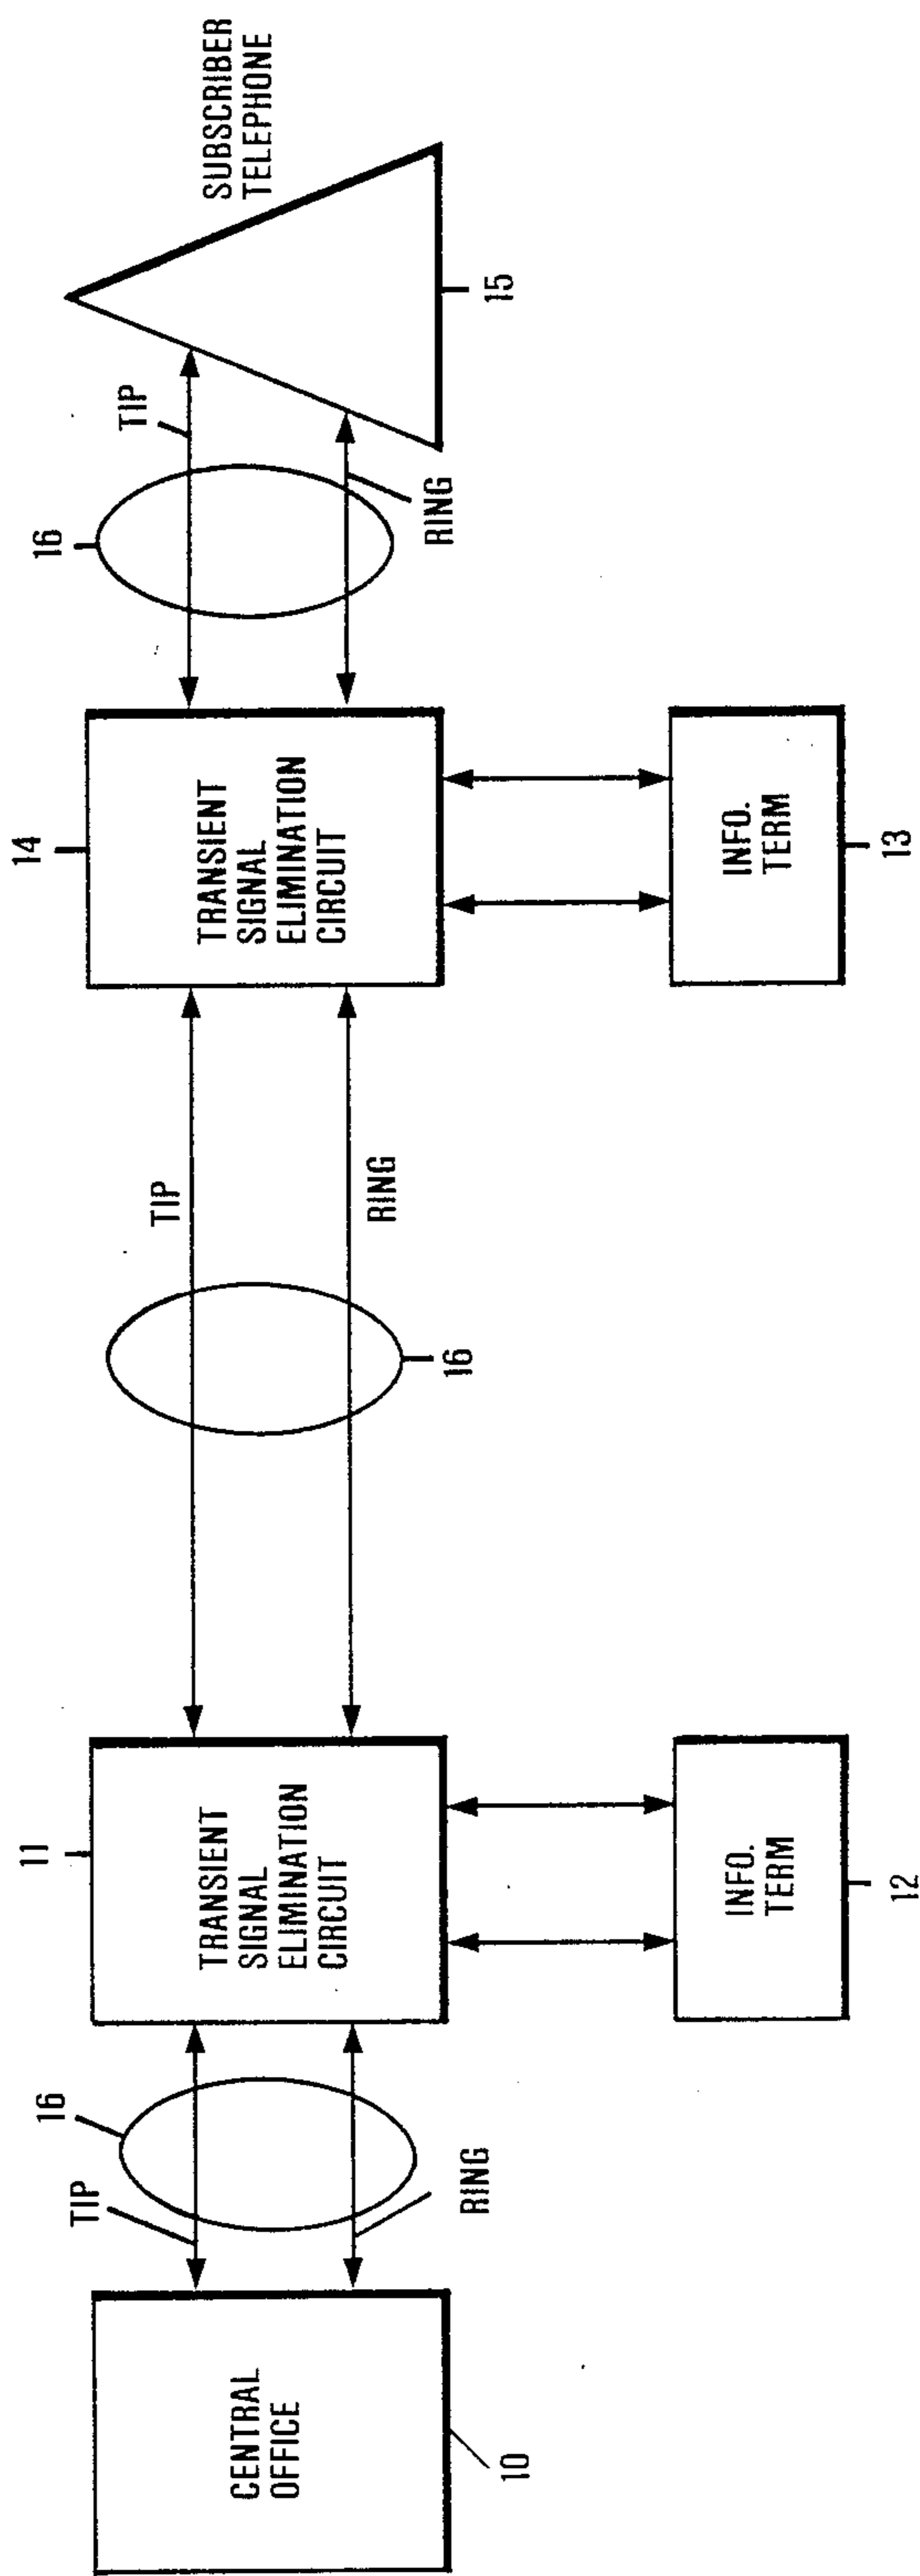 CENTRAL
OFFICE
10
TIP
16
RING
11
TRANSIENT
SIGNAL
ELIMINATION
CIRCUIT
INFO.
TERM
12
TIP
16
RING
14
TRANSIENT
SIGNAL
ELIMINATION
CIRCUIT
INFO.
TERM
13
16
TIP
RING
SUBSCRIBER
TELEPHONE
15